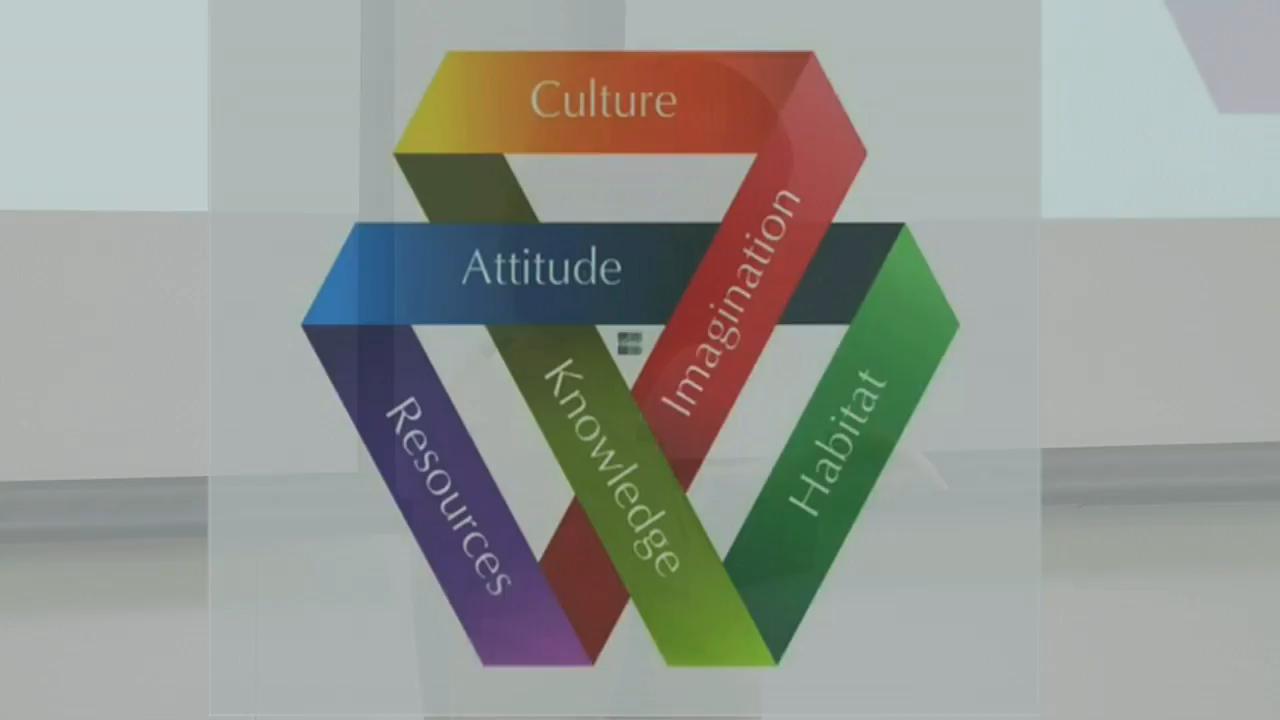 Culture
Attitude
Imagination
Knowledge
Habitat
Resources